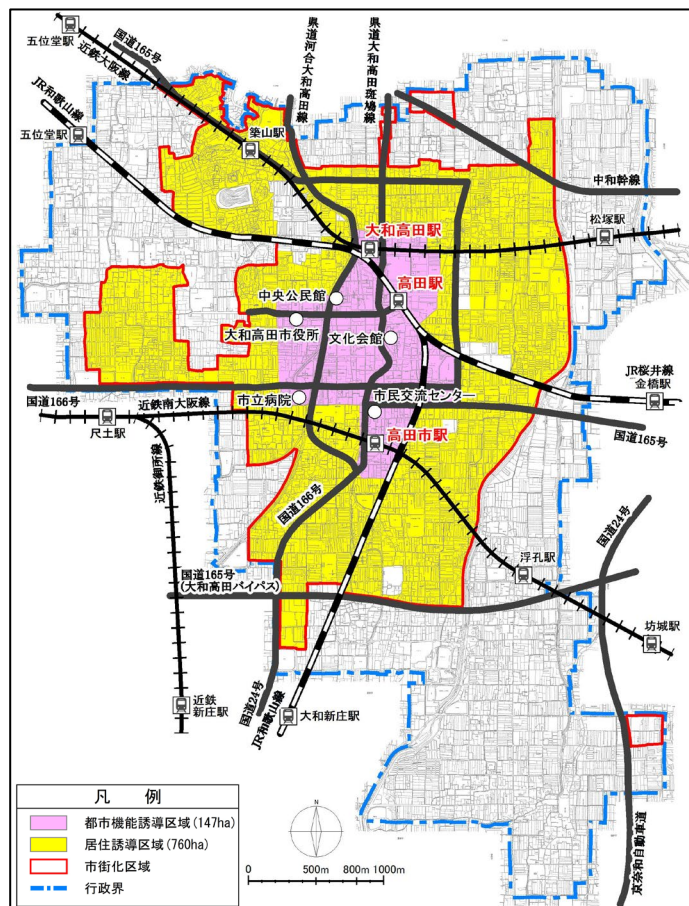 五位堂駅
国道165号
近鉄大阪線
県道河合大和高田線
県道大和高田斑鳩線
JR和歌山線
五位堂駅
築山駅
中和幹線
松塚駅
大和高田駅
高田駅
中央公民館
大和高田市役所
文化会館
JR桜井線
金橋駅
国道166号
近鉄南大阪線
市立病院
市民交流センター
国道165号
尺土駅
高田市駅
近鉄御所線
国道166号
国道24号
浮孔駅
国道165号
(大和高田バイパス)
坊城駅
近鉄
新庄駅
国道24号
JR和歌山線
大和新庄駅
京奈和自動車道
凡 例
都市機能誘導区域(147ha)
居住誘導区域(760ha)
市街化区域
行政界
N
0 500m 800m 1000m